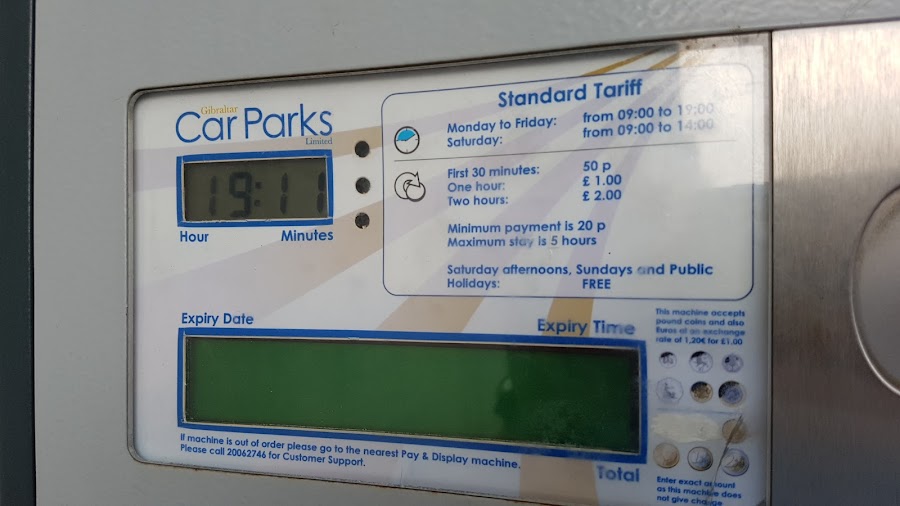 Gibraltar
Car Parks
Limited
19:11
Hour Minutes
Standard Tariff
Monday to Friday: from 09:00 to 19:00
Saturday: from 09:00 to 14:00
First 30 minutes: 50 p
One hour: £ 1.00
Two hours: £ 2.00
Minimum payment is 20 p
Maximum stay is 5 hours
Saturday afternoons, Sundays and Public
Holidays: FREE
Expiry Date Expiry Time
This machine accepts
pound coins and also
Euros at an exchange
rate of 1,20€ for £1.00
If machine is out of order please go to the nearest Pay & Display machine.
Please call 20062746 for Customer Support.
Total
Enter exact amount
as this machine does
not give change